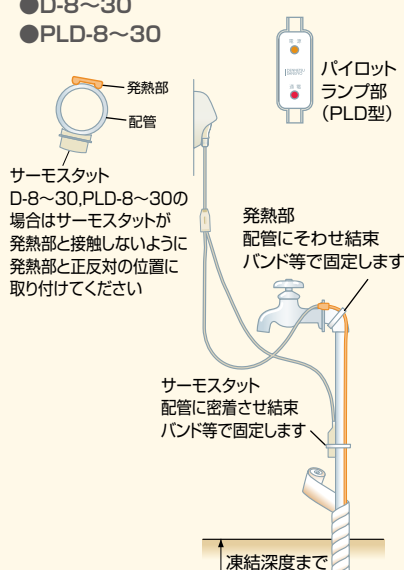 ●D-8～30
●PLD-8～30
発熱部
配管
サーモスタット
D-8～30,PLD-8～30の
場合はサーモスタットが
発熱部と接触しないように
発熱部と正反対の位置に
取り付けてください
パイロット
ランプ部
(PLD型)
発熱部
配管にそわせ結束
バンド等で固定します
サーモスタット
配管に密着させ結束
バンド等で固定します
凍結深度まで